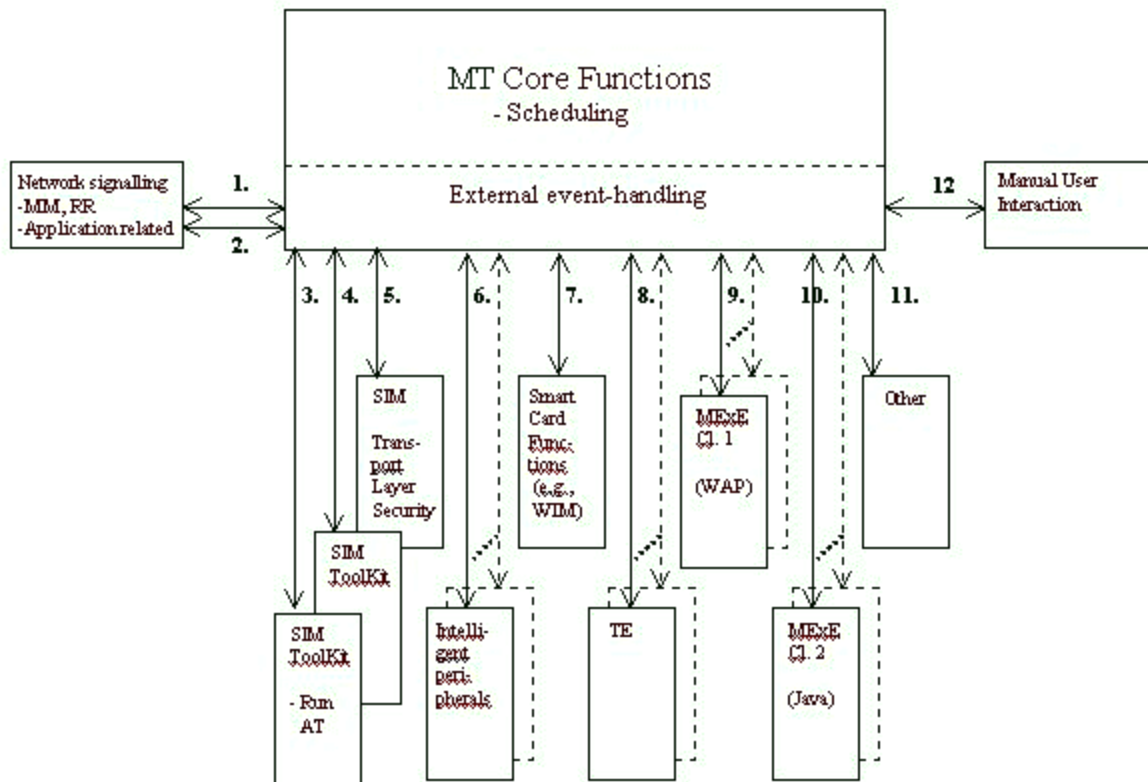 MT Core Functions
- Scheduling
External event-handling
Network signalling
-MM, RR
-Application related
1.
2.
12
Manual User
Interaction
3.
4.
5.
6.
7.
8.
9.
10.
11.
SIM
Trans-
port
Layer
Security
SIM
ToolKit
SIM
ToolKit
- Run
AT
Intelli-
gent
peri-
pherals
Smart
Card
Func-
tions
(e.g.,
WIM)
TE
MExE
Cl. 1
(WAP)
MExE
Cl. 2
(Java)
Other